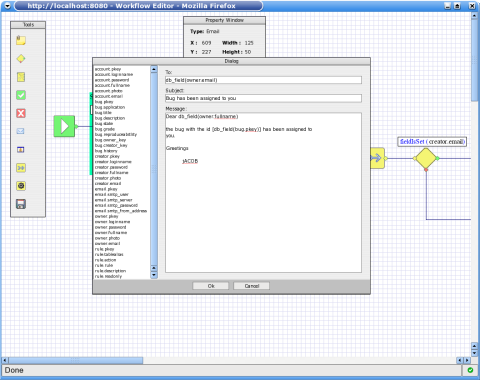 http://localhost:8080 - Workflow Editor - Mozilla Firefox
Tools
Property Window
Type: Email
X : 609 Width : 125
Y : 227 Height : 50
Dialog
account.pkey
account.loginname
account.password
account.fullname
account.photo
account.email
bug.pkey
bug.application
bug.title
bug.description
bug.state
bug.grade
bug.reproduceability
bug.owner_key
bug.creator_key
bug.history
creator.pkey
creator.loginname
creator.password
creator.fullname
creator.photo
creator.email
email.pkey
email.smtp_user
email.smtp_server
email.smtp_password
email.smtp_from_address
owner.pkey
owner.loginname
owner.password
owner.fullname
owner.photo
owner.email
rule.pkey
rule.tablealias
rule.action
rule.rule
rule.description
rule.readonly
To:
db_field(owner.email)
Subject:
Bug has been assigned to you
Message:
Dear db_field(owner.fullname)
the bug with the id [db_field(bug.pkey)] has been assigned to
you.
Greetings
jACOB
Ok
Cancel
fieldIsSet ( creator.email)
Done